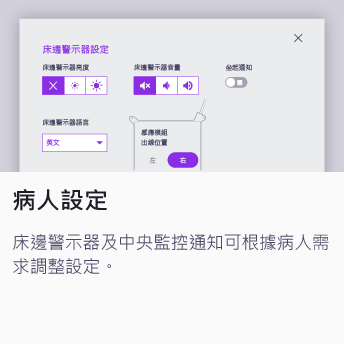 床邊警示器設定
床邊警示器亮度
床邊警示器音量
坐起通知
關
床邊警示器語言
英文
感應模組
出線位置
左
右
病人設定
床邊警示器及中央監控通知可根據病人需
求調整設定。